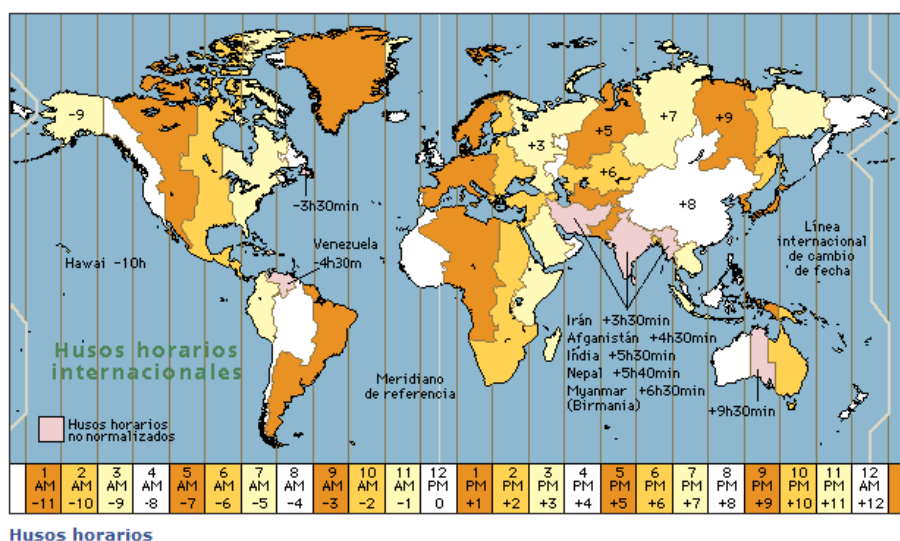 -9
+3
+5
+7
+9
+6
+8
-3h30min
Venezuela
-4h30m
Hawai -10h
Línea
internacional
de cambio
de fecha
Husos horarios
internacionales
Meridiano
de referencia
Irán +3h30min
Afganistán +4h30min
India +5h30min
Nepal +5h40min
Myanmar +6h30min
(Birmania)
+9h30min
Husos horarios
no normalizados
1 AM -11
2 AM -10
3 AM -9
4 AM -8
5 AM -7
6 AM -6
7 AM -5
8 AM -4
9 AM -3
10 AM -2
11 AM -1
12 PM 0
1 PM +1
2 PM +2
3 PM +3
4 PM +4
5 PM +5
6 PM +6
7 PM +7
8 PM +8
9 PM +9
10 PM +10
11 PM +11
12 AM +12
Husos horarios